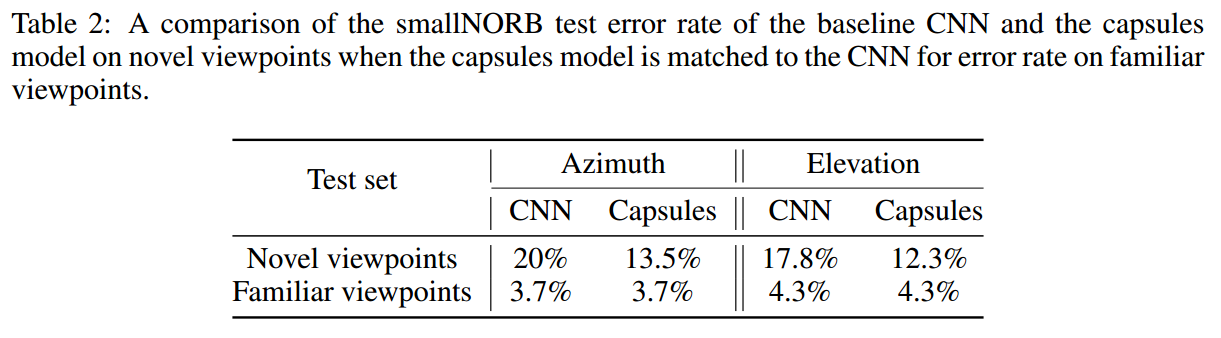 Table 2: A comparison of the smallNORB test error rate of the baseline CNN and the capsules
model on novel viewpoints when the capsules model is matched to the CNN for error rate on familiar
viewpoints.
Test set Azimuth Elevation
CNN Capsules CNN Capsules
Novel viewpoints 20% 13.5% 17.8% 12.3%
Familiar viewpoints 3.7% 3.7% 4.3% 4.3%